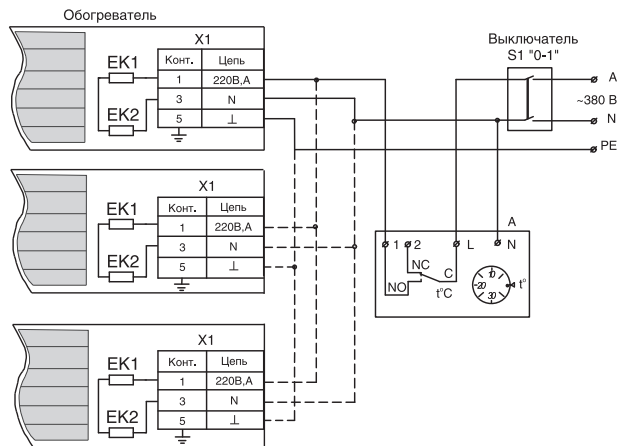 Обогреватель
X1
EK1
EK2
Конт. Цепь
1 220В,А
3 N
5 ⊥
X1
EK1
EK2
Конт. Цепь
1 220В,А
3 N
5 ⊥
X1
EK1
EK2
Конт. Цепь
1 220В,А
3 N
5 ⊥
Выключатель
S1 "0-1"
A
~380 В
N
PE
A
1 2 L N
NC
C
NO
t°C
10
20
30
t°